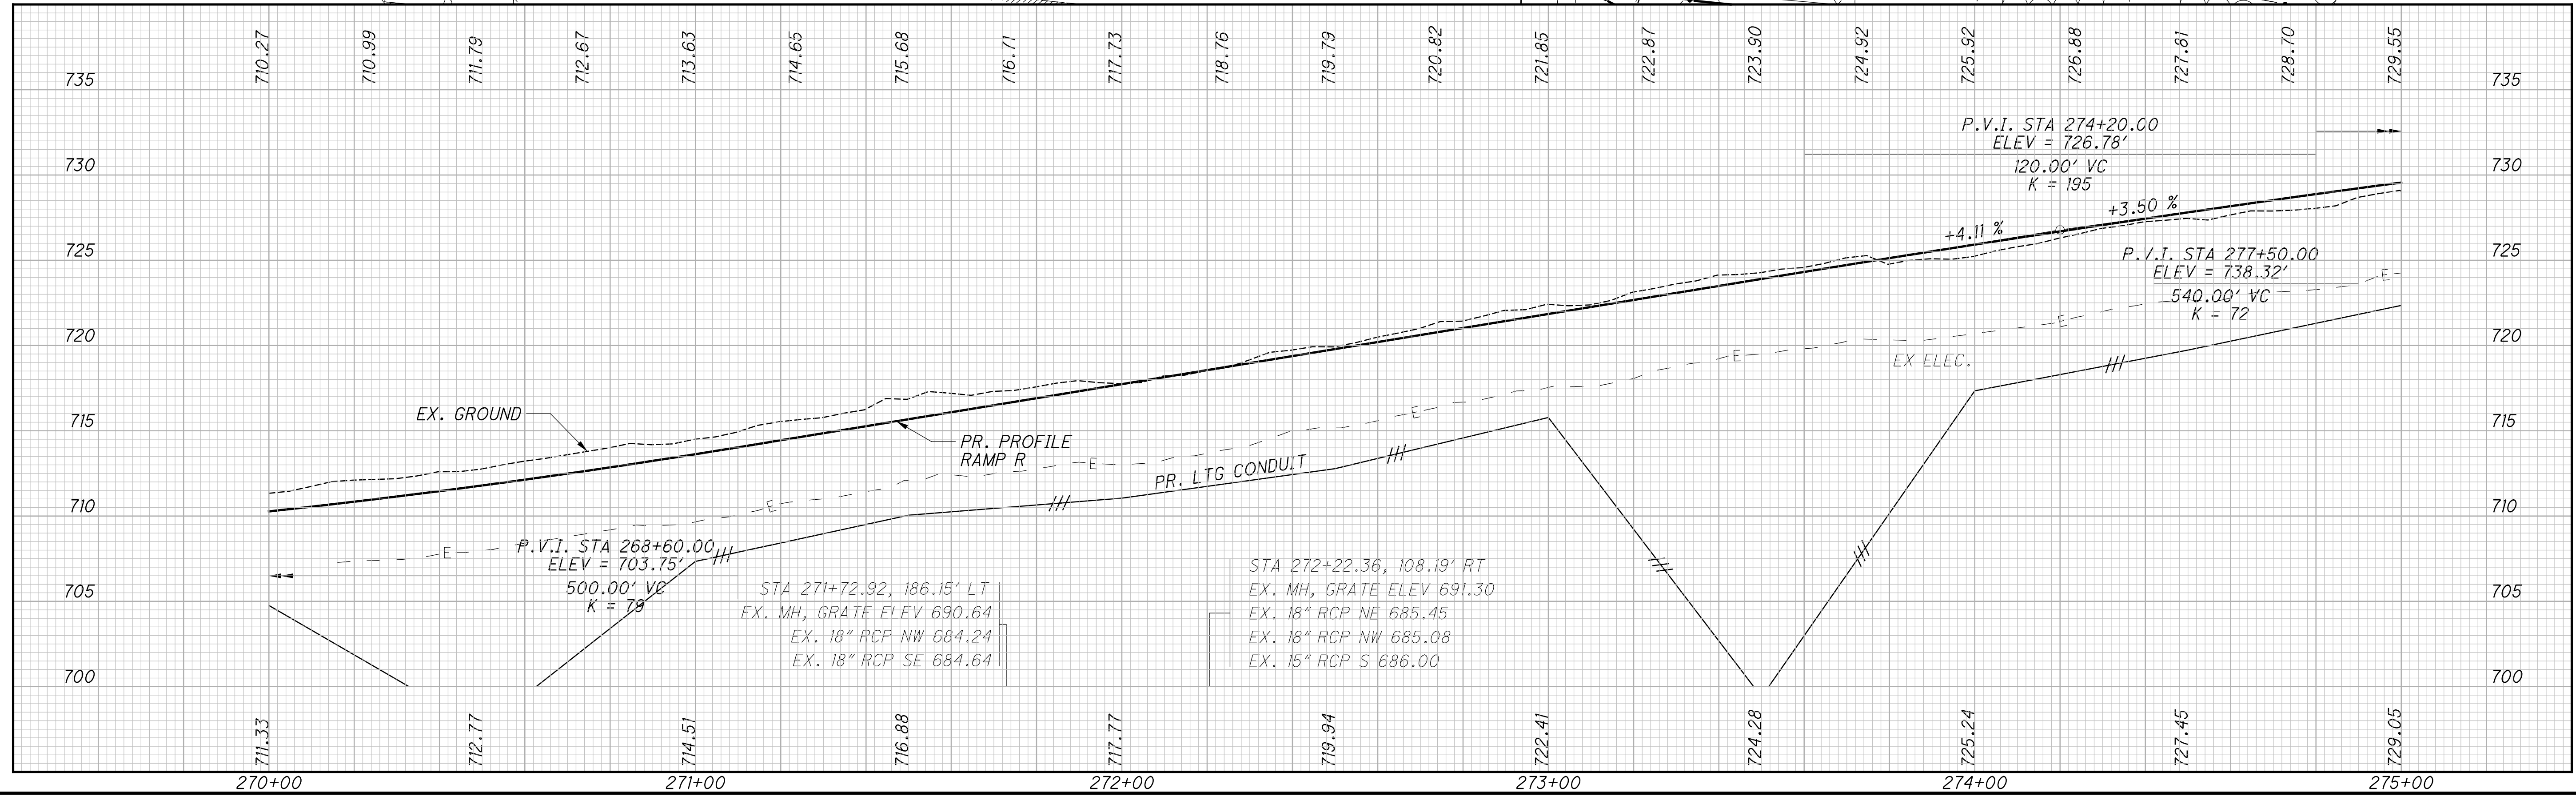 710.27
710.99
711.79
712.67
713.63
714.65
715.68
716.71
717.73
718.76
719.79
720.82
721.85
722.87
723.90
724.92
725.92
726.88
727.81
728.70
729.55
735
735
P.V.I. STA 274+20.00
ELEV = 726.78'
120.00' VC
K = 195
730
730
+4.11 %
+3.50 %
725
725
P.V.I. STA 277+50.00
ELEV = 738.32'
540.00' VC
K = 72
E
E
E
E
E
E
E
E
EX ELEC.
720
720
EX. GROUND
715
715
PR. PROFILE
RAMP R
PR. LTG CONDUIT
710
710
P.V.I. STA 268+60.00
ELEV = 703.75'
500.00' VC
K = 79
705
705
STA 271+72.92, 186.15' LT
EX. MH, GRATE ELEV 690.64
EX. 18" RCP NW 684.24
EX. 18" RCP SE 684.64
STA 272+22.36, 108.19' RT
EX. MH, GRATE ELEV 691.30
EX. 18" RCP NE 685.45
EX. 18" RCP NW 685.08
EX. 15" RCP S 686.00
700
700
711.33
712.77
714.51
716.88
717.77
719.94
722.41
724.28
725.24
727.45
729.05
270+00
271+00
272+00
273+00
274+00
275+00